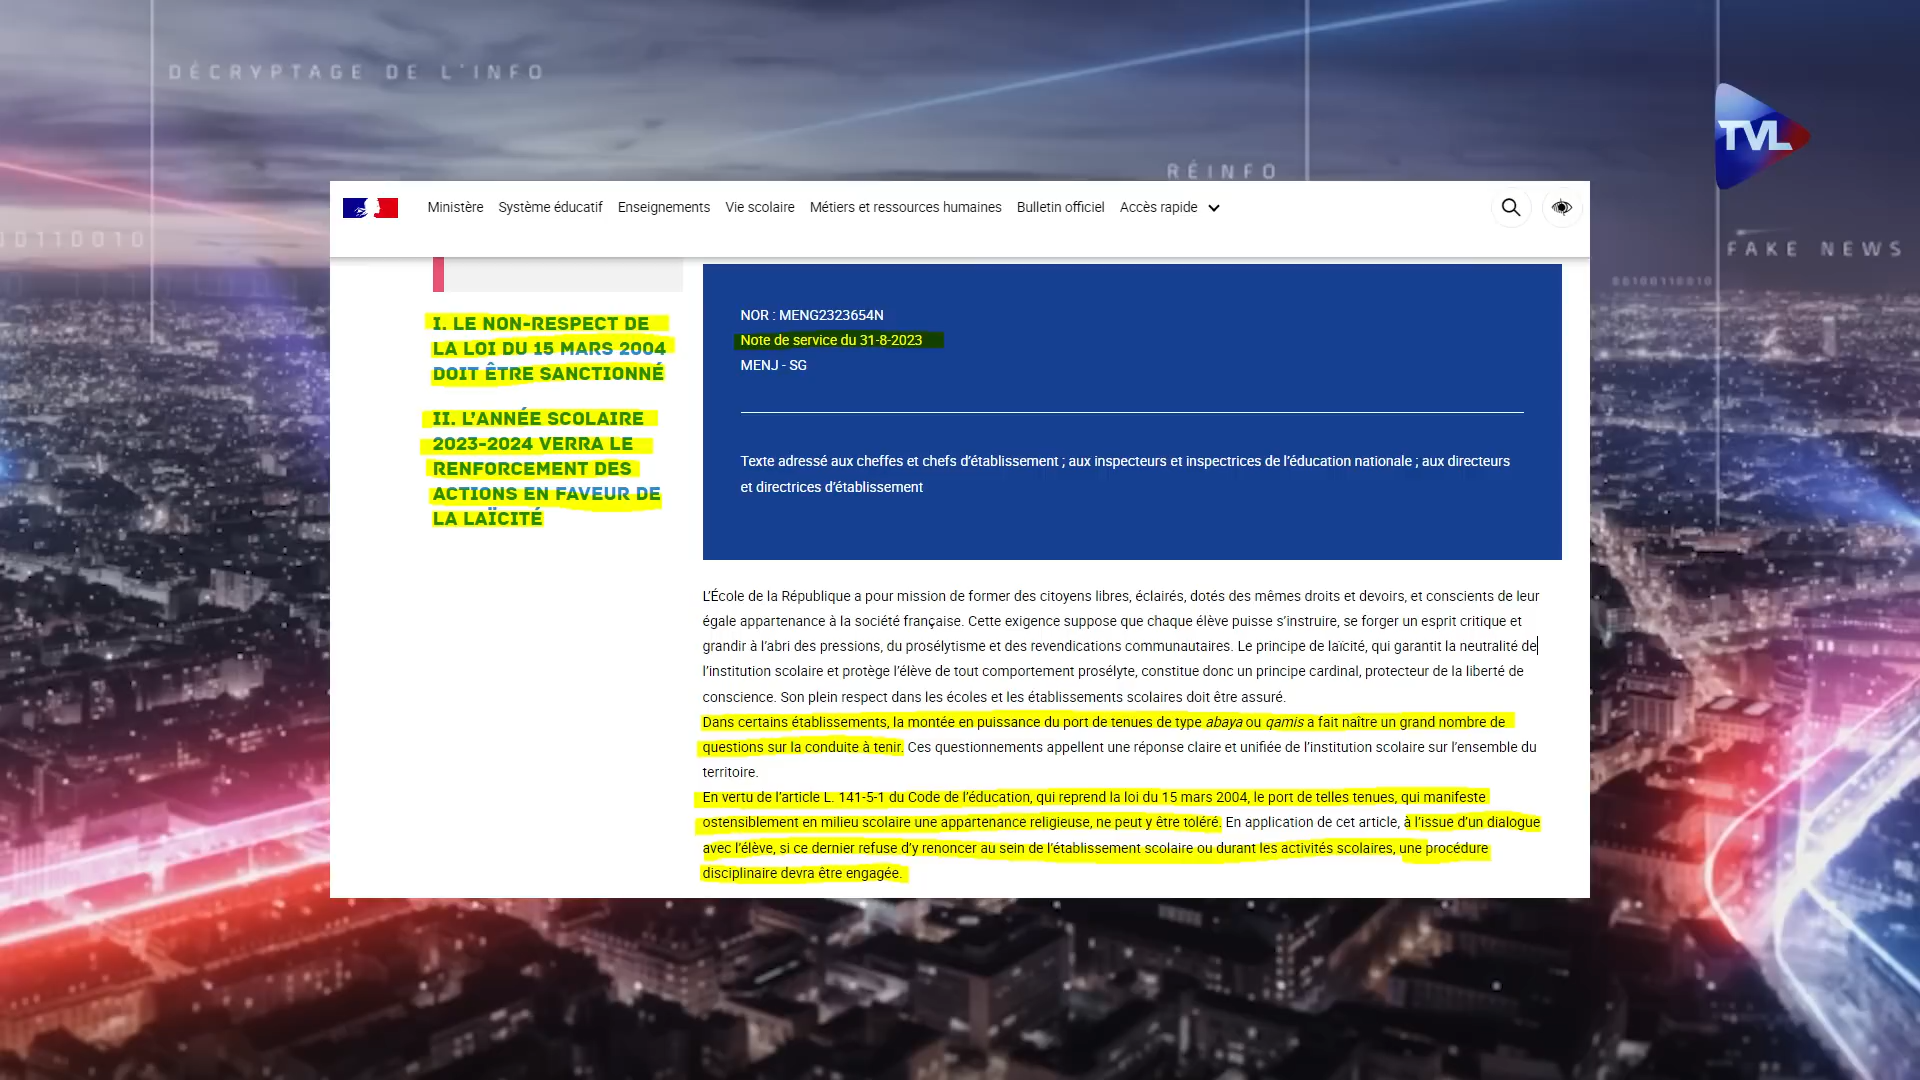 DÉCRYPTAGE DE L'INFO
TVL
RÉINFO
Ministère Système éducatif Enseignements Vie scolaire Métiers et ressources humaines Bulletin officiel Accès rapide
00110010
FAKE NEWS
00100110010
I. LE NON-RESPECT DE
LA LOI DU 15 MARS 2004
DOIT ÊTRE SANCTIONNÉ
II. L'ANNÉE SCOLAIRE
2023-2024 VERRA LE
RENFORCEMENT DES
ACTIONS EN FAVEUR DE
LA LAÏCITÉ
NOR : MENG2323654N
Note de service du 31-8-2023
MENJ - SG
Texte adressé aux cheffes et chefs d'établissement ; aux inspecteurs et inspectrices de l'éducation nationale ; aux directeurs
et directrices d'établissement
L'École de la République a pour mission de former des citoyens libres, éclairés, dotés des mêmes droits et devoirs, et conscients de leur
égale appartenance à la société française. Cette exigence suppose que chaque élève puisse s'instruire, se forger un esprit critique et
grandir à l'abri des pressions, du prosélytisme et des revendications communautaires. Le principe de laïcité, qui garantit la neutralité de
l'institution scolaire et protège l'élève de tout comportement prosélyte, constitue donc un principe cardinal, protecteur de la liberté de
conscience. Son plein respect dans les écoles et les établissements scolaires doit être assuré.
Dans certains établissements, la montée en puissance du port de tenues de type abaya ou qamis a fait naître un grand nombre de
questions sur la conduite à tenir. Ces questionnements appellent une réponse claire et unifiée de l'institution scolaire sur l'ensemble du
territoire.
En vertu de l'article L. 141-5-1 du Code de l'éducation, qui reprend la loi du 15 mars 2004, le port de telles tenues, qui manifeste
ostensiblement en milieu scolaire une appartenance religieuse, ne peut y être toléré. En application de cet article, à l'issue d'un dialogue
avec l'élève, si ce dernier refuse d'y renoncer au sein de l'établissement scolaire ou durant les activités scolaires, une procédure
disciplinaire devra être engagée.